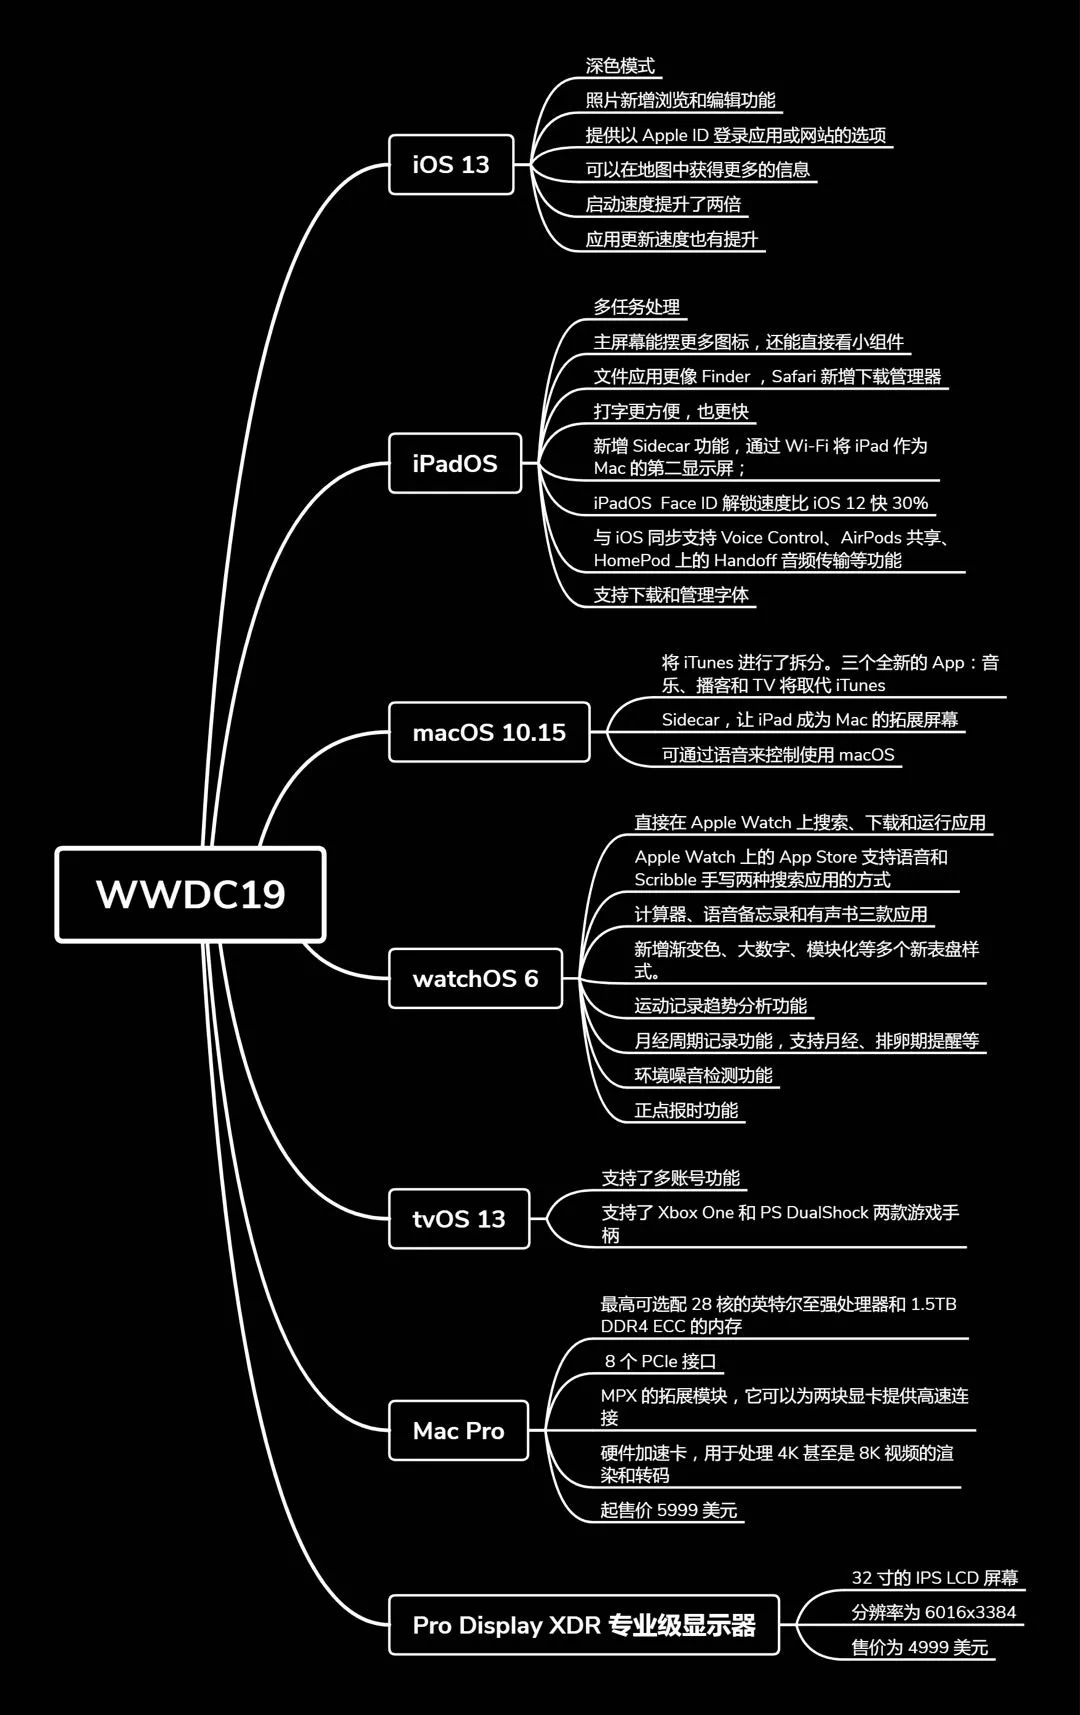 WWDC19
iOS 13
深色模式
照片新增浏览和编辑功能
提供以 Apple ID 登录应用或网站的选项
可以在地图中获得更多的信息
启动速度提升了两倍
应用更新速度也有提升
iPadOS
多任务处理
主屏幕能摆更多图标，还能直接看小组件
文件应用更像 Finder ，Safari 新增下载管理器
打字更方便，也更快
新增 Sidecar 功能，通过 Wi-Fi 将 iPad 作为
Mac 的第二显示屏；
iPadOS  Face ID 解锁速度比 iOS 12 快 30%
与 iOS 同步支持 Voice Control、AirPods 共享、
HomePod 上的 Handoff 音频传输等功能
支持下载和管理字体
macOS 10.15
将 iTunes 进行了拆分。三个全新的 App：音
乐、播客和 TV 将取代 iTunes
Sidecar，让 iPad 成为 Mac 的拓展屏幕
可通过语音来控制使用 macOS
watchOS 6
直接在 Apple Watch 上搜索、下载和运行应用
Apple Watch 上的 App Store 支持语音和
Scribble 手写两种搜索应用的方式
计算器、语音备忘录和有声书三款应用
新增渐变色、大数字、模块化等多个新表盘样
式。
运动记录趋势分析功能
月经周期记录功能，支持月经、排卵期提醒等
环境噪音检测功能
正点报时功能
tvOS 13
支持了多账号功能
支持了 Xbox One 和 PS DualShock 两款游戏手
柄
Mac Pro
最高可选配 28 核的英特尔至强处理器和 1.5TB
DDR4 ECC 的内存
8 个 PCIe 接口
MPX 的拓展模块，它可以为两块显卡提供高速连
接
硬件加速卡，用于处理 4K 甚至是 8K 视频的渲
染和转码
起售价 5999 美元
Pro Display XDR 专业级显示器
32 寸的 IPS LCD 屏幕
分辨率为 6016x3384
售价为 4999 美元